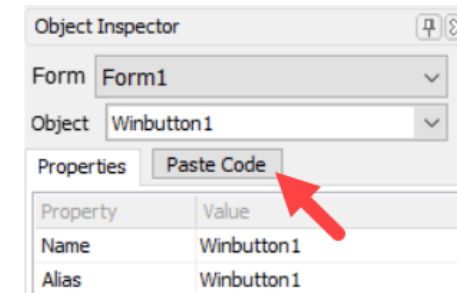 Object Inspector
Form Form1
Object Winbutton1
Properties Paste Code
Property Value
Name Winbutton1
Alias Winbutton1